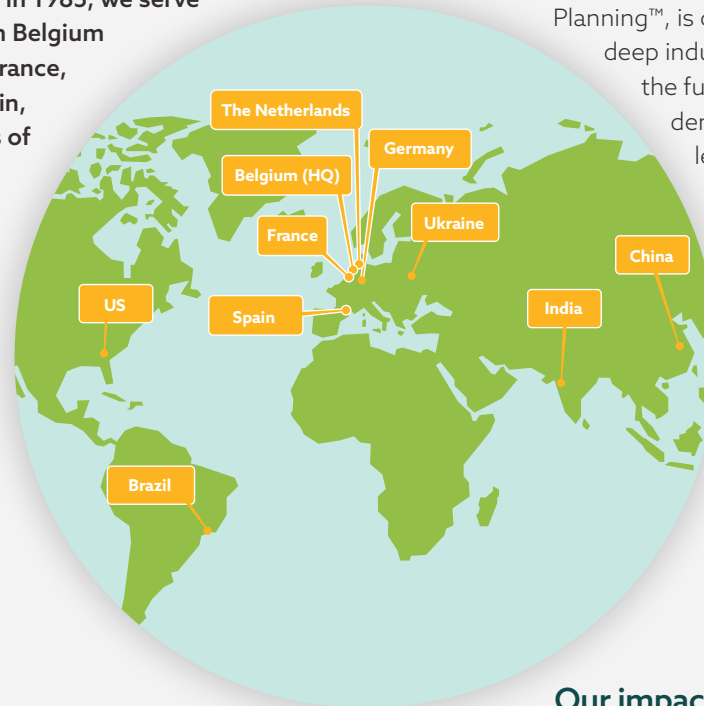 in 1985, we serve
Belgium
rance,
in,
of
Planning™, is
deep indu
the fu
der
le
The Netherlands
Germany
Belgium (HQ)
Ukraine
France
China
US
India
Spain
Brazil
Our impac